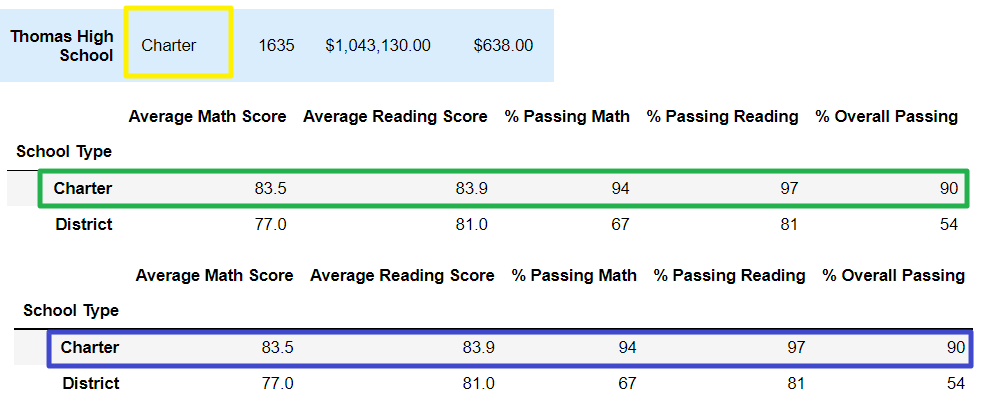 Thomas High School Charter 1635 $1,043,130.00 $638.00
Average Math Score Average Reading Score % Passing Math % Passing Reading % Overall Passing
School Type
Charter 83.5 83.9 94 97 90
District 77.0 81.0 67 81 54
Average Math Score Average Reading Score % Passing Math % Passing Reading % Overall Passing
School Type
Charter 83.5 83.9 94 97 90
District 77.0 81.0 67 81 54